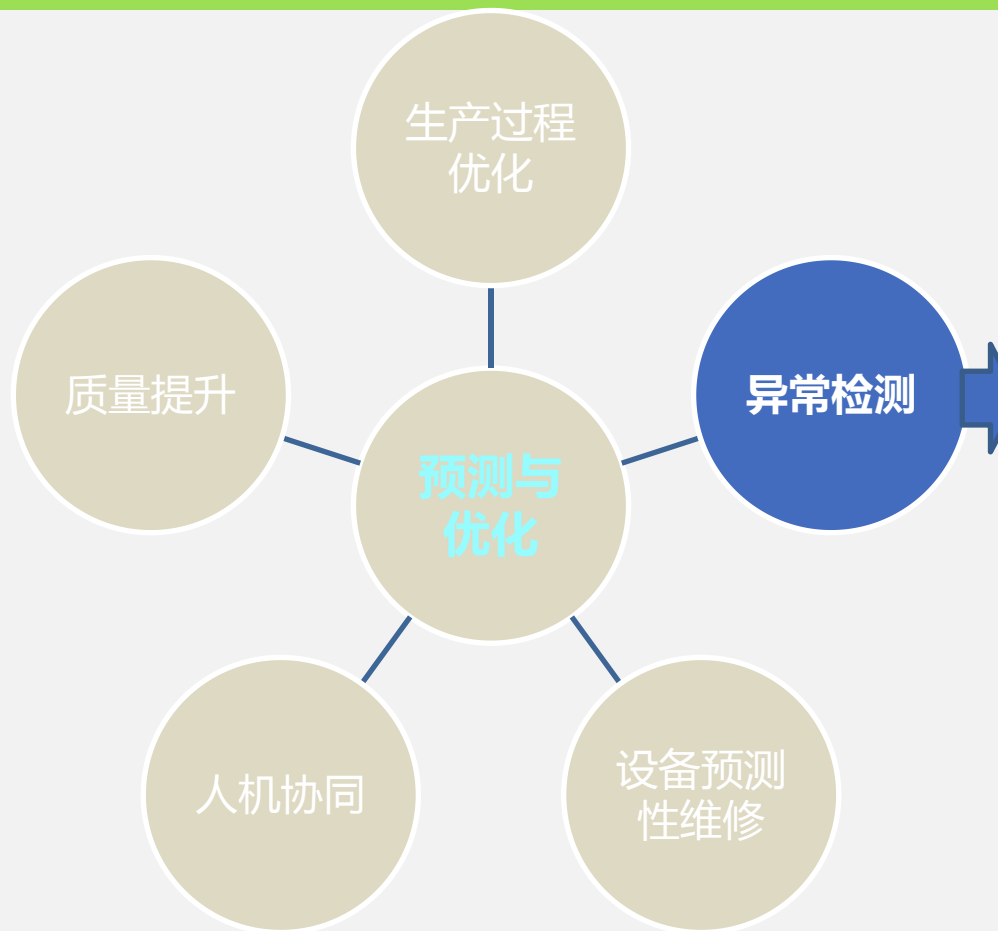 生产过程
优化
质量提升
异常检测
预测与
优化
人机协同
设备预测
性维修